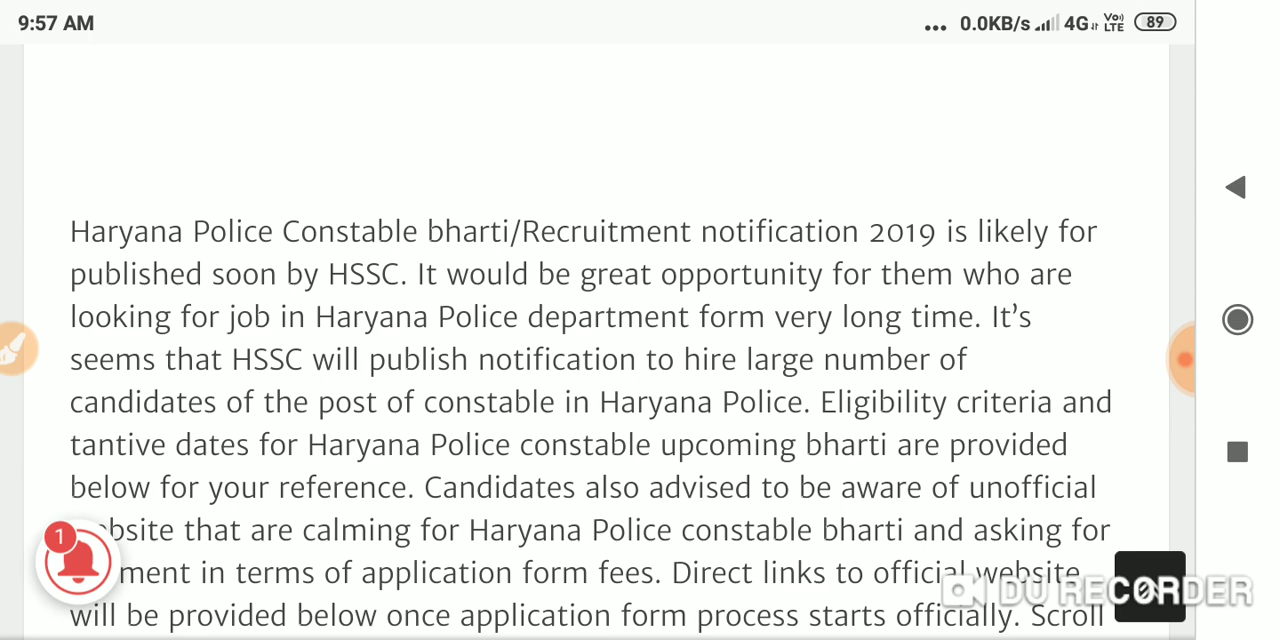 9:57 AM
... 0.0KB/s 4G Vo) LTE 89
Haryana Police Constable bharti/Recruitment notification 2019 is likely for
published soon by HSSC. It would be great opportunity for them who are
looking for job in Haryana Police department form very long time. It's
seems that HSSC will publish notification to hire large number of
candidates of the post of constable in Haryana Police. Eligibility criteria and
tantive dates for Haryana Police constable upcoming bharti are provided
below for your reference. Candidates also advised to be aware of unofficial
that are calming for Haryana Police constable bharti and asking for
in terms of application form fees. Direct links to official website
will be provided below once application form process starts officially. Scroll
1
DU RECORDER